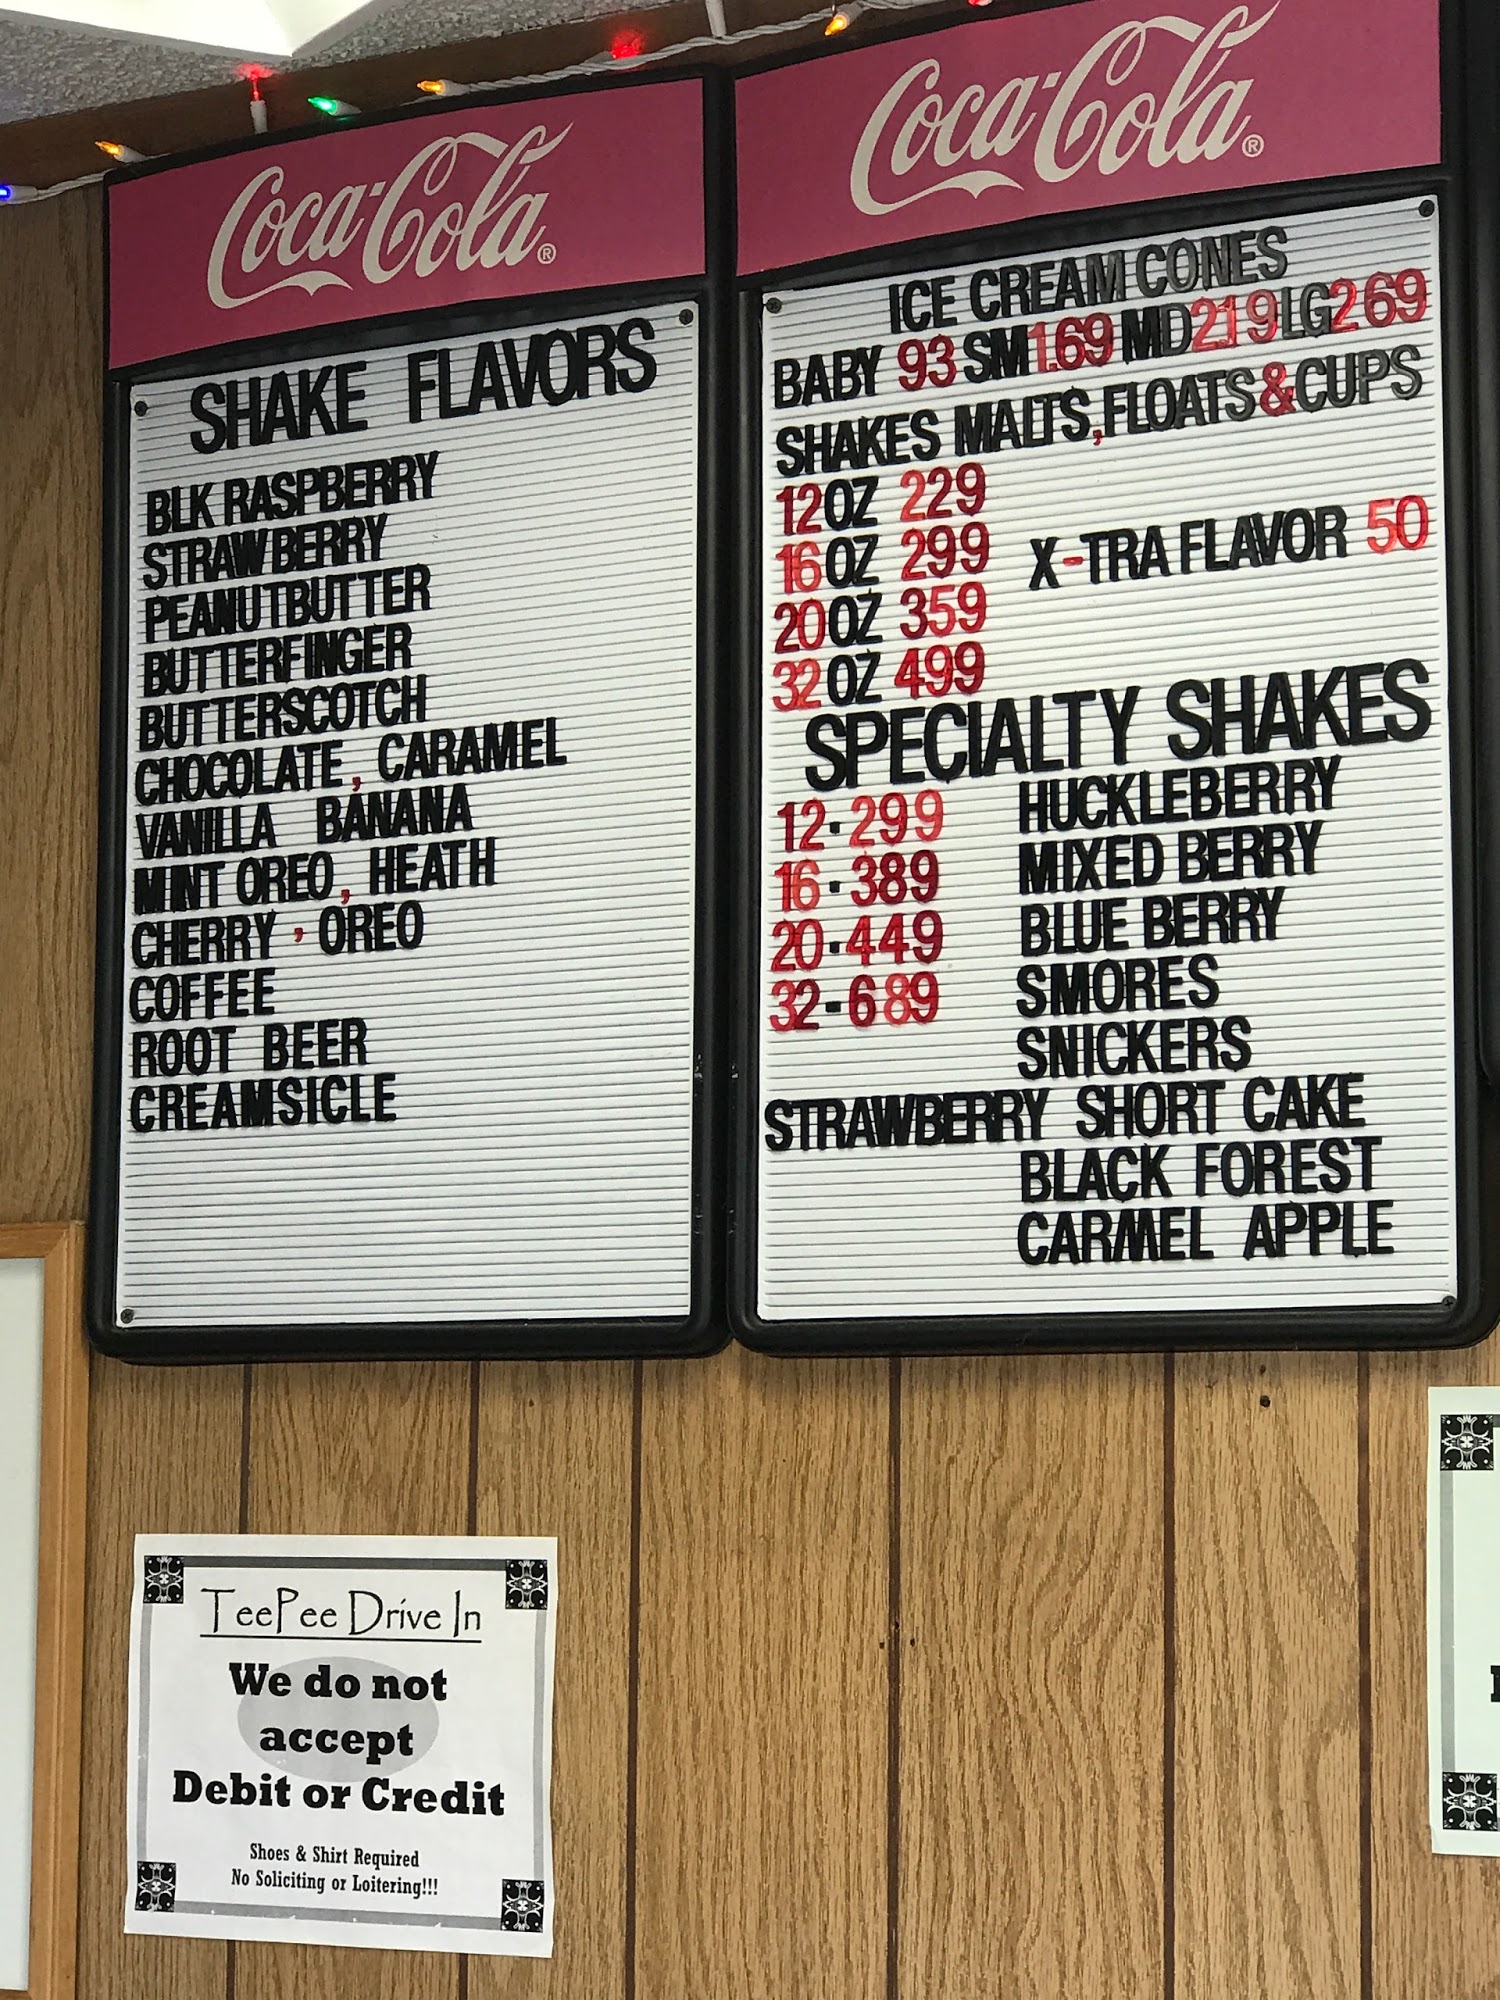 Coca-Cola®
SHAKE FLAVORS
BLK RASPBERRY
STRAWBERRY
PEANUTBUTTER
BUTTERFINGER
BUTTERSCOTCH
CHOCOLATE, CARAMEL
VANILLA BANANA
MINT OREO, HEATH
CHERRY, OREO
COFFEE
ROOT BEER
CREAMSICLE
Coca-Cola®
ICE CREAM CONES
BABY 93 SM 1.69 MD 219 LG 269
SHAKES MALTS, FLOATS & CUPS
12OZ 229
16OZ 299 X-TRA FLAVOR 50
20OZ 359
32OZ 499
SPECIALTY SHAKES
12-299 HUCKLEBERRY
16-389 MIXED BERRY
20-449 BLUE BERRY
32-689 SMORES
SNICKERS
STRAWBERRY SHORT CAKE
BLACK FOREST
CARMEL APPLE
TeePee Drive In
We do not
accept
Debit or Credit
Shoes & Shirt Required
No Soliciting or Loitering!!!